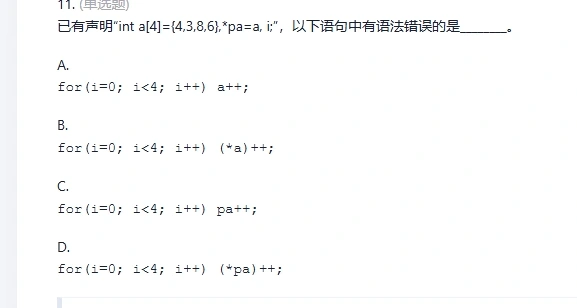 11. (单选题)
已有声明"int a[4]={4,3,8,6},*pa=a, i;"，以下语句中有语法错误的是________。
A.
for(i=0; i<4; i++) a++;
B.
for(i=0; i<4; i++) (*a)++;
C.
for(i=0; i<4; i++) pa++;
D.
for(i=0; i<4; i++) (*pa)++;